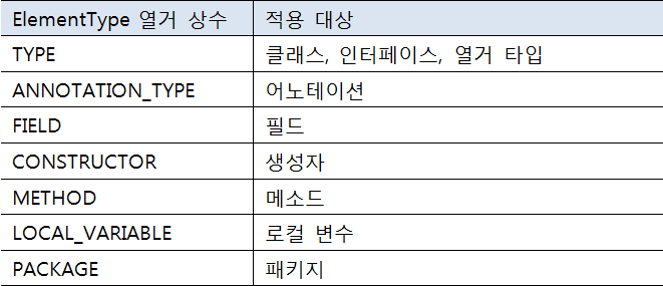 ElementType 열거 상수 적용 대상
TYPE 클래스, 인터페이스, 열거 타입
ANNOTATION_TYPE 어노테이션
FIELD 필드
CONSTRUCTOR 생성자
METHOD 메소드
LOCAL_VARIABLE 로컬 변수
PACKAGE 패키지